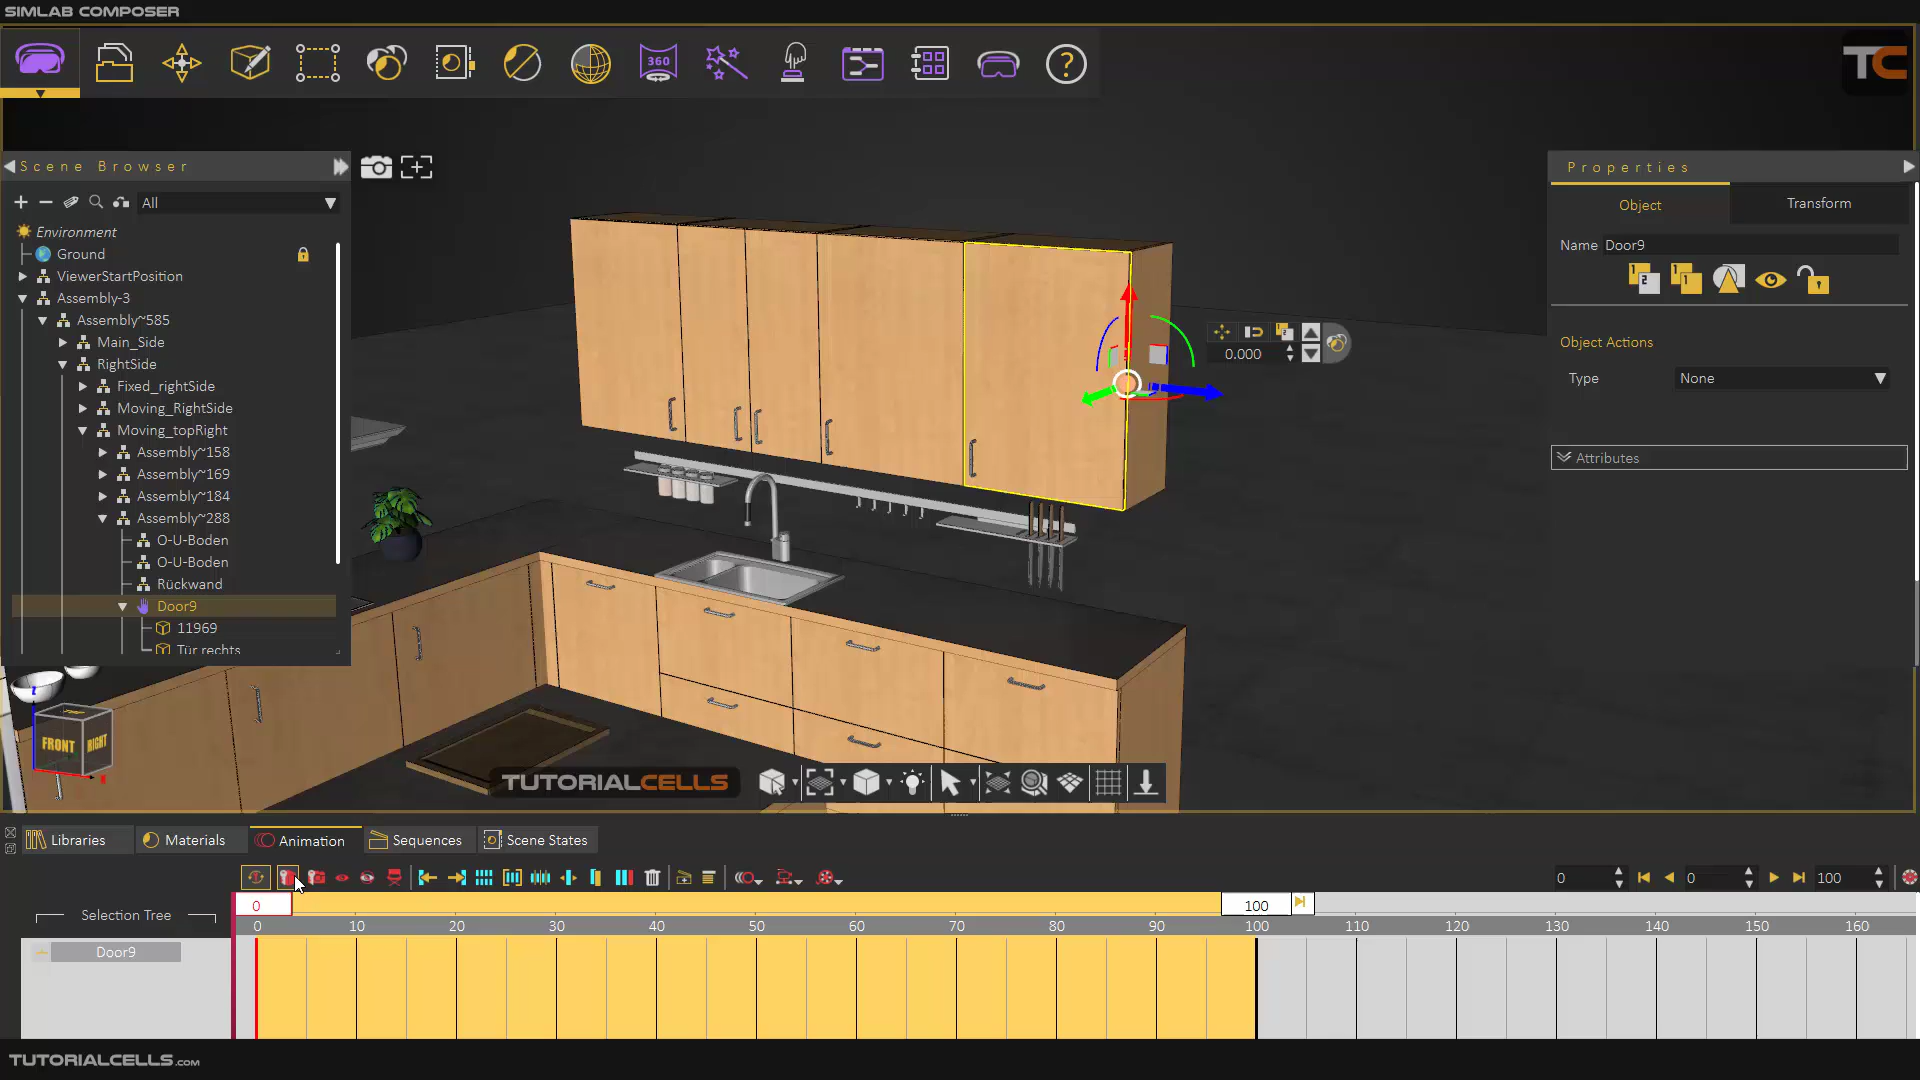 SIMLAB COMPOSER
360
TC
Scene Browser
All
Environment
Ground
ViewerStartPosition
Assembly-3
Assembly~585
Main_Side
RightSide
Fixed_rightSide
Moving_RightSide
Moving_topRight
Assembly~158
Assembly~169
Assembly~184
Assembly~288
O-U-Boden
O-U-Boden
Rückwand
Door9
11969
Tür rechts
FRONT RIGHT
0.000
Properties
Object Transform
Name Door9
Object Actions
Type None
Attributes
TUTORIALCELLS
Libraries Materials Animation Sequences Scene States
0 0 100
Selection Tree
0 100
0 10 20 30 40 50 60 70 80 90 100 110 120 130 140 150 160
Door9
TUTORIALCELLS.com